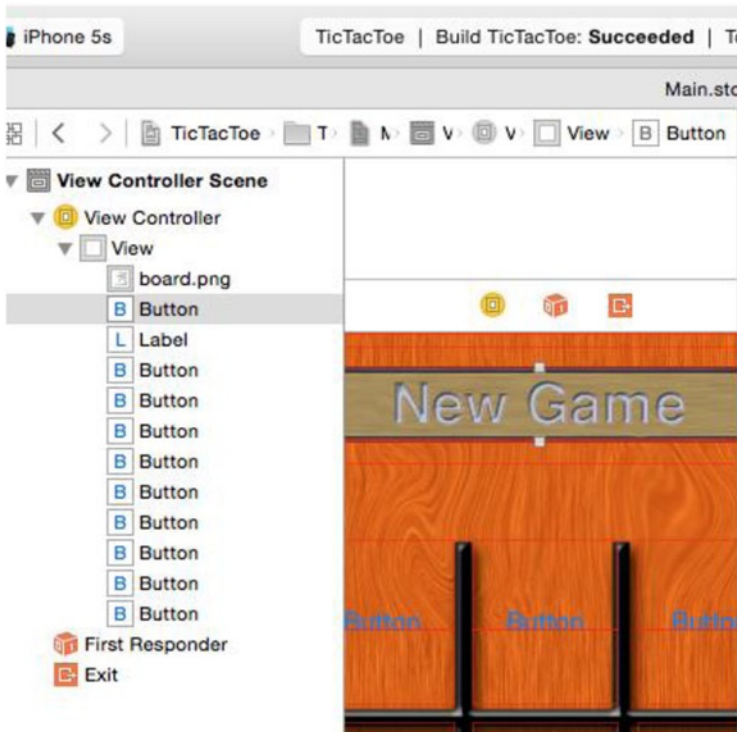 iPhone 5s
TicTacToe | Build TicTacToe: Succeeded |
Main.sto
TicTacToe T V V View B Button
View Controller Scene
View Controller
View
board.png
B Button
L Label
B Button
B Button
B Button
B Button
B Button
B Button
B Button
B Button
B Button
First Responder
Exit
New Game
Button Button Button